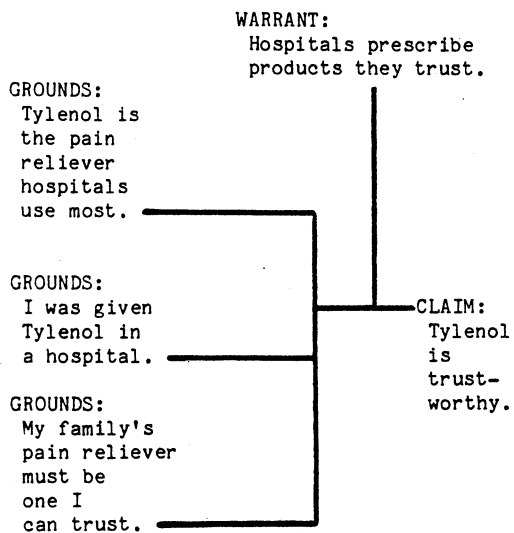 WARRANT:
Hospitals prescribe
products they trust.
GROUNDS:
Tylenol is
the pain
reliever
hospitals
use most.
GROUNDS:
I was given
Tylenol in
a hospital.
CLAIM:
Tylenol
is
trust-
worthy.
GROUNDS:
My family's
pain reliever
must be
one I
can trust.